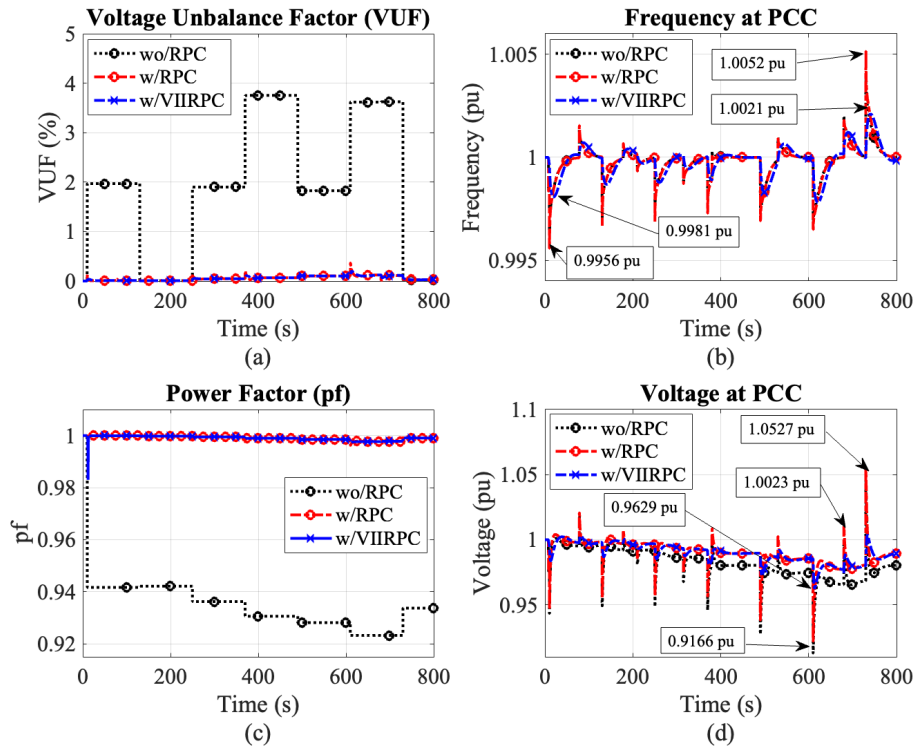 Voltage Unbalance Factor (VUF)
5
4
3
2
1
0
VUF (%)
wo/RPC
w/RPC
w/VIIRPC
0
200
400
600
800
Time (s)
(a)
Frequency at PCC
1.005
1
0.995
Frequency (pu)
wo/RPC
w/RPC
w/VIIRPC
1.0052 pu
1.0021 pu
0.9981 pu
0.9956 pu
0
200
400
600
800
Time (s)
(b)
Power Factor (pf)
1
0.98
0.96
0.94
0.92
pf
wo/RPC
w/RPC
w/VIIRPC
0
200
400
600
800
Time (s)
(c)
Voltage at PCC
1.1
1.05
1
0.95
Voltage (pu)
wo/RPC
w/RPC
w/VIIRPC
1.0527 pu
1.0023 pu
0.9629 pu
0.9166 pu
0
200
400
600
800
Time (s)
(d)